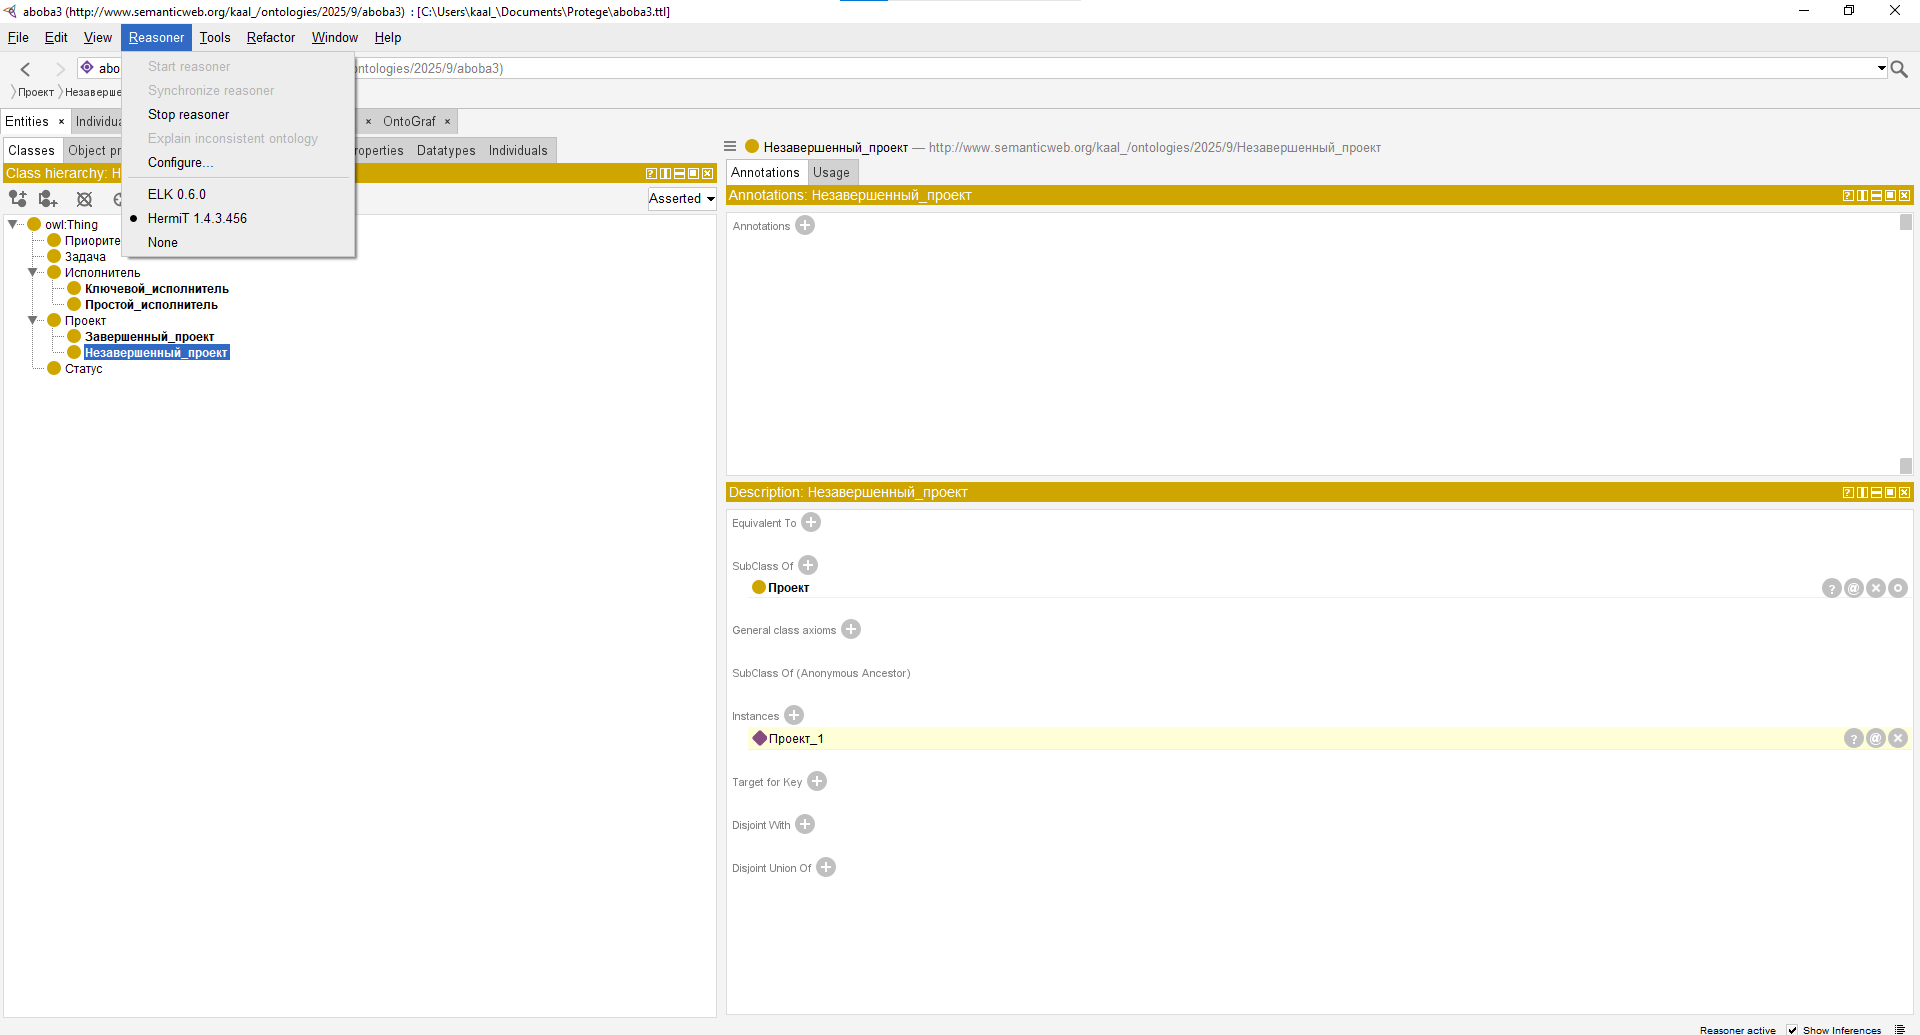 aboba3 (http://www.semanticweb.org/kaal_/ontologies/2025/9/aboba3) : [C:\Users\kaal_\Documents\Protege\aboba3.ttl]
File Edit View Reasoner Tools Refactor Window Help
Start reasoner
Synchronize reasoner
Stop reasoner
Explain inconsistent ontology
Configure...
ELK 0.6.0
HermiT 1.4.3.456
None
abo
ntologies/2025/9/aboba3)
Проект Незаверше
Entities × Individua × OntoGraf ×
Classes Object pr operties Datatypes Individuals
Class hierarchy: Н
Asserted
owl:Thing
Приорите
Задача
Исполнитель
Ключевой_исполнитель
Простой_исполнитель
Проект
Завершенный_проект
Незавершенный_проект
Статус
Незавершенный_проект — http://www.semanticweb.org/kaal_/ontologies/2025/9/Незавершенный_проект
Annotations Usage
Annotations: Незавершенный_проект
Annotations
Description: Незавершенный_проект
Equivalent To
SubClass Of
Проект
General class axioms
SubClass Of (Anonymous Ancestor)
Instances
Проект_1
Target for Key
Disjoint With
Disjoint Union Of
Reasoner active Show Inferences